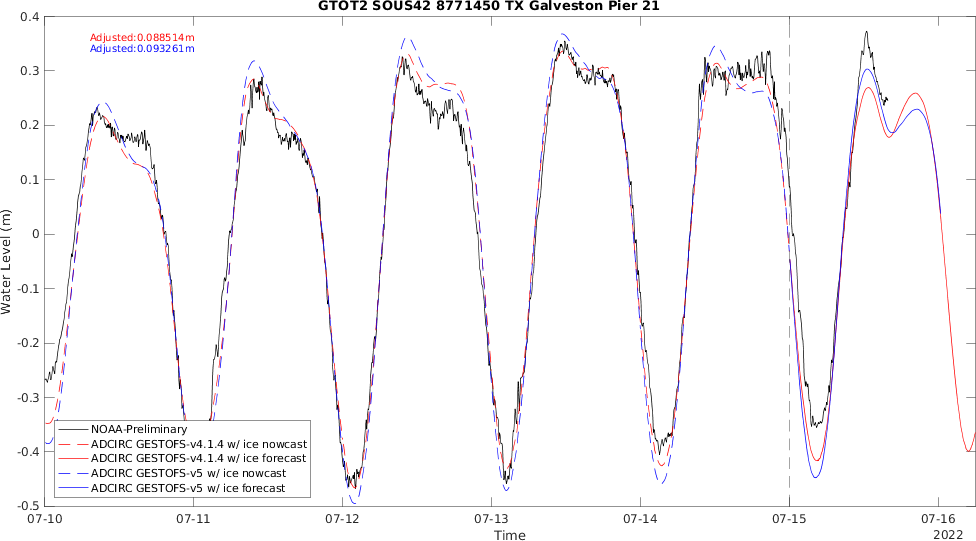 GTOT2 SOUS42 8771450 TX Galveston Pier 21
Adjusted:0.088514m
Adjusted:0.093261m
0.4
0.3
0.2
0.1
0
-0.1
-0.2
-0.3
-0.4
-0.5
Water Level (m)
NOAA-Preliminary
ADCIRC GESTOFS-v4.1.4 w/ ice nowcast
ADCIRC GESTOFS-v4.1.4 w/ ice forecast
ADCIRC GESTOFS-v5 w/ ice nowcast
ADCIRC GESTOFS-v5 w/ ice forecast
07-10 07-11 07-12 07-13 07-14 07-15 07-16
Time
2022